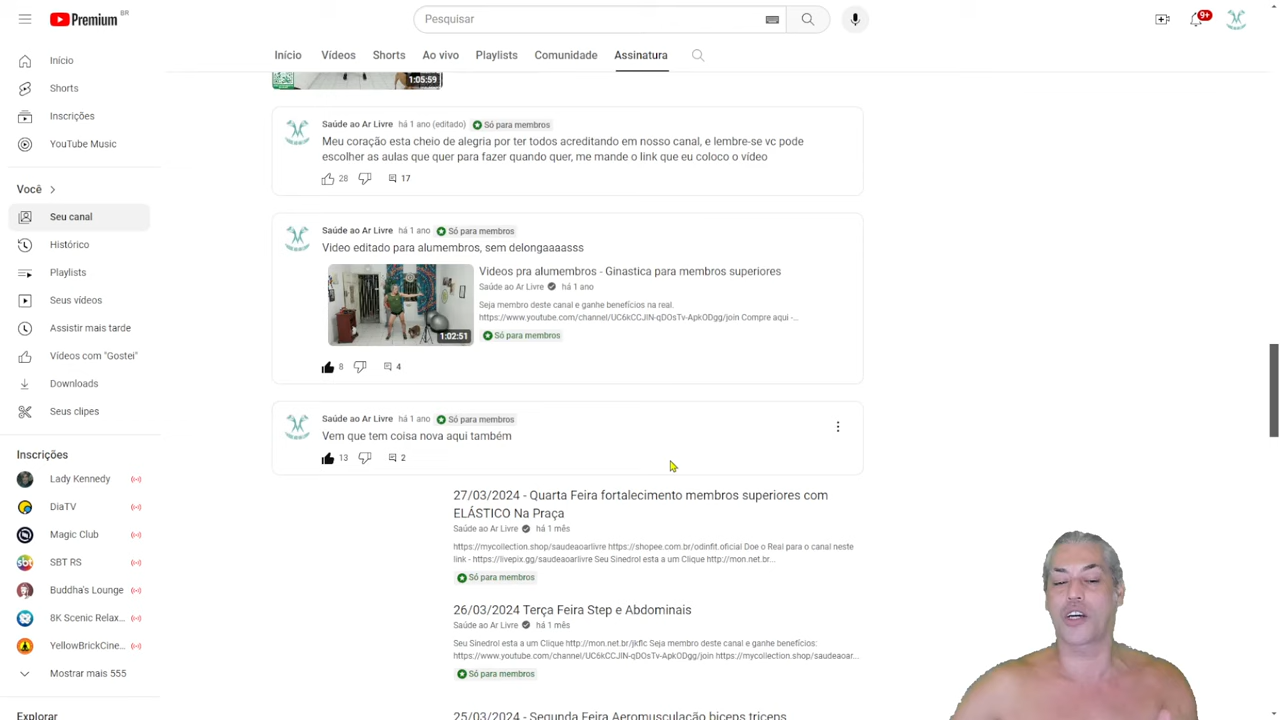 Premium BR
Pesquisar
9+
Início Vídeos Shorts Ao vivo Playlists Comunidade Assinatura
Início
Shorts
Inscrições
YouTube Music
Você
Seu canal
Histórico
Playlists
Seus vídeos
Assistir mais tarde
Vídeos com "Gostei"
Downloads
Seus clipes
Inscrições
Lady Kennedy
DiaTV
Magic Club
SBT RS
Buddha's Lounge
8K Scenic Relax...
YellowBrickCine...
Mostrar mais 555
Explorar
1:05:59
Saúde ao Ar Livre há 1 ano (editado) Só para membros
Meu coração esta cheio de alegria por ter todos acreditando em nosso canal, e lembre-se vc pode
escolher as aulas que quer para fazer quando quer, me mande o link que eu coloco o vídeo
28 17
Saúde ao Ar Livre há 1 ano Só para membros
Video editado para alumembros, sem delongaaaasss
1:02:51
Videos pra alumembros - Ginastica para membros superiores
Saúde ao Ar Livre há 1 ano
Seja membro deste canal e ganhe benefícios na real.
https://www.youtube.com/channel/UC6kCCJIN-qDOsTv-ApkODgg/join Compre aqui -...
Só para membros
8 4
Saúde ao Ar Livre há 1 ano Só para membros
Vem que tem coisa nova aqui também
13 2
27/03/2024 - Quarta Feira fortalecimento membros superiores com
ELÁSTICO Na Praça
Saúde ao Ar Livre há 1 mês
https://mycollection.shop/saudeaoarlivre https://shopee.com.br/odinfit.oficial Doe o Real para o canal neste
link - https://livepix.gg/saudeaoarlivre Seu Sinedrol esta a um Clique http://mon.net.br...
Só para membros
26/03/2024 Terça Feira Step e Abdominais
Saúde ao Ar Livre há 1 mês
Seu Sinedrol esta a um Clique http://mon.net.br/jkflc Seja membro deste canal e ganhe benefícios:
https://www.youtube.com/channel/UC6kCCJIN-qDOsTv-ApkODgg/join https://mycollection.shop/saudeaoar...
Só para membros
25/03/2024 - Segunda Feira Aeromusculação biceps triceps